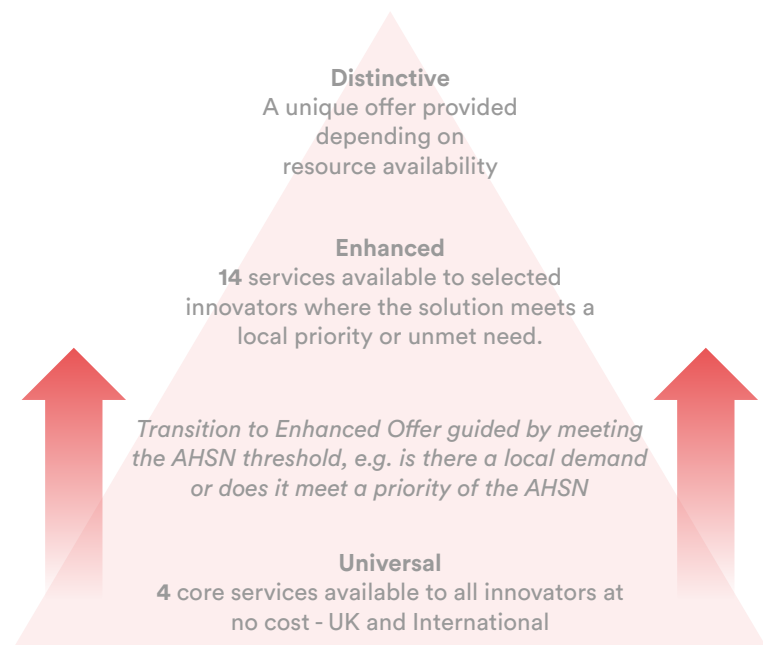 Distinctive
A unique offer provided
depending on
resource availability
Enhanced
14 services available to selected
innovators where the solution meets a
local priority or unmet need.
Transition to Enhanced Offer guided by meeting
the AHSN threshold, e.g. is there a local demand
or does it meet a priority of the AHSN
Universal
4 core services available to all innovators at
no cost - UK and International